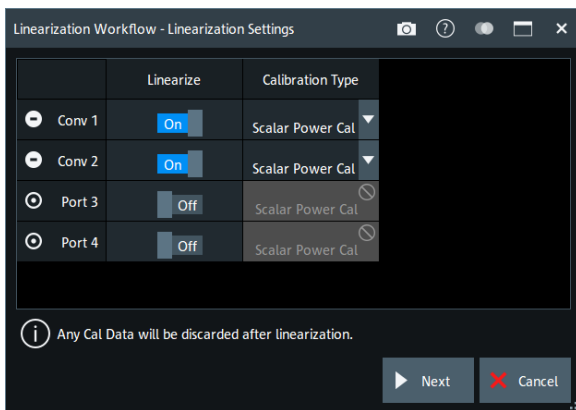 Linearization Workflow - Linearization Settings
Linearize Calibration Type
Conv 1 On Scalar Power Cal
Conv 2 On Scalar Power Cal
Port 3 Off Scalar Power Cal
Port 4 Off Scalar Power Cal
Any Cal Data will be discarded after linearization.
Next Cancel